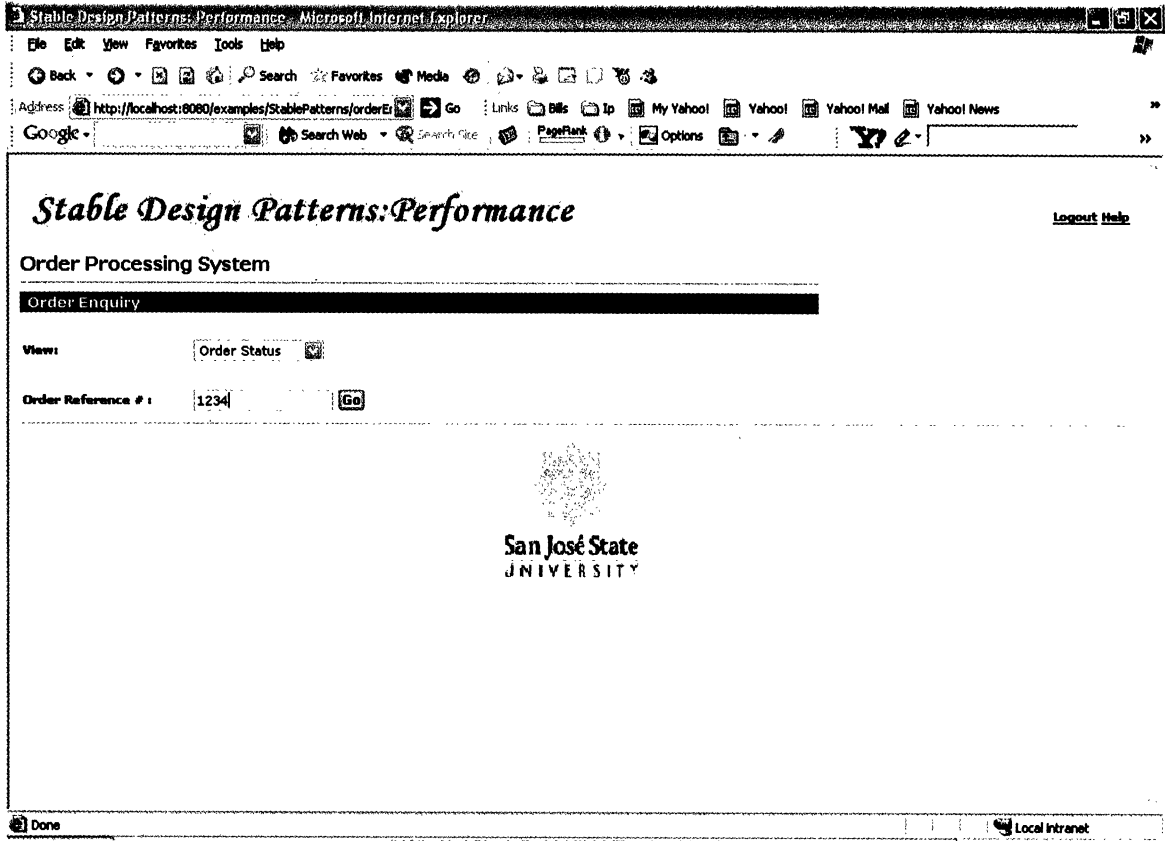 Stable Design Patterns: Performance - Microsoft Internet Explorer
File Edit View Favorites Tools Help
Back Search Favorites Media
Address http://localhost:8080/examples/StablePatterns/orderEr Go Links Bills Ip My Yahoo! Yahoo! Yahoo! Mail Yahoo! News »
Google Search Web Search Site PageRank Options Y? »
Stable Design Patterns:Performance
Logout Help
Order Processing System
Order Enquiry
View: Order Status
Order Reference # : 1234 Go
San José State
UNIVERSITY
Done Local intranet